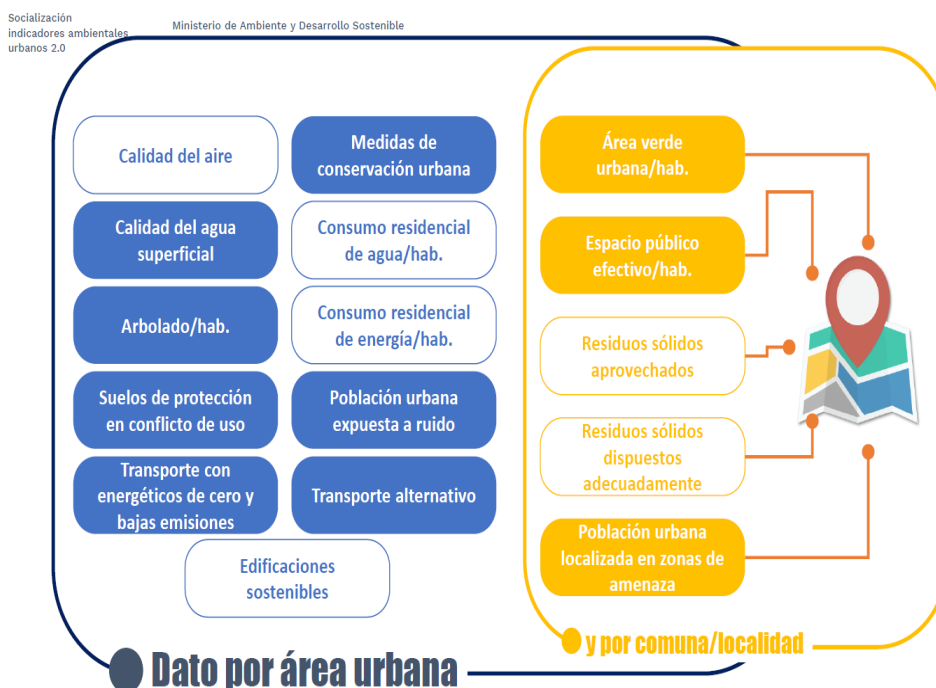 Socialización
indicadores ambientales
urbanos 2.0
Ministerio de Ambiente y Desarrollo Sostenible
Calidad del aire
Medidas de
conservación urbana
Calidad del agua
superficial
Consumo residencial
de agua/hab.
Arbolado/hab.
Consumo residencial
de energía/hab.
Suelos de protección
en conflicto de uso
Población urbana
expuesta a ruido
Transporte con
energéticos de cero y
bajas emisiones
Transporte alternativo
Edificaciones
sostenibles
Dato por área urbana
Área verde
urbana/hab.
Espacio público
efectivo/hab.
Residuos sólidos
aprovechados
Residuos sólidos
dispuestos
adecuadamente
Población urbana
localizada en zonas de
amenaza
y por comuna/localidad